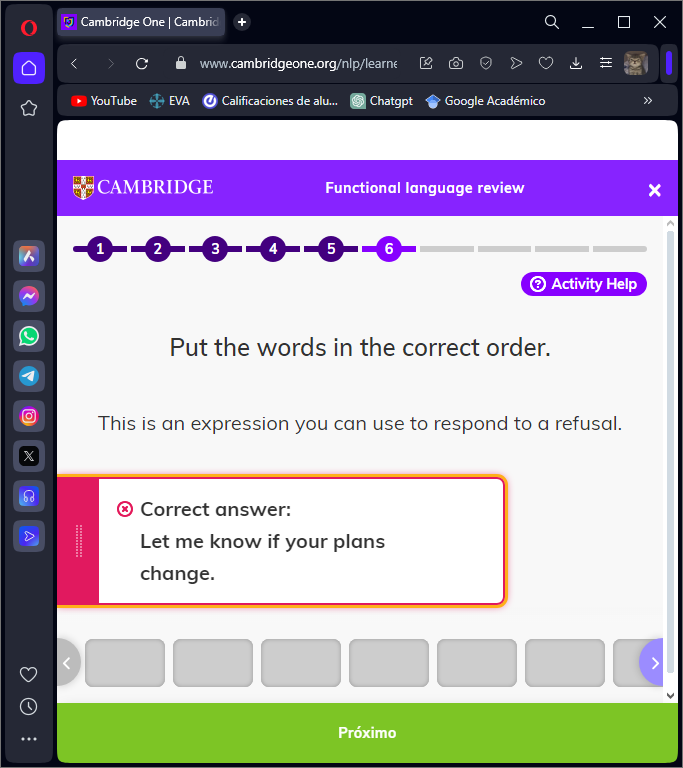 Cambridge One | Cambrid
www.cambridgeone.org/nlp/learne
YouTube
EVA
Calificaciones de alu...
Chatgpt
Google Académico
CAMBRIDGE
Functional language review
1 2 3 4 5 6
Activity Help
Put the words in the correct order.
This is an expression you can use to respond to a refusal.
Correct answer:
Let me know if your plans
change.
Próximo